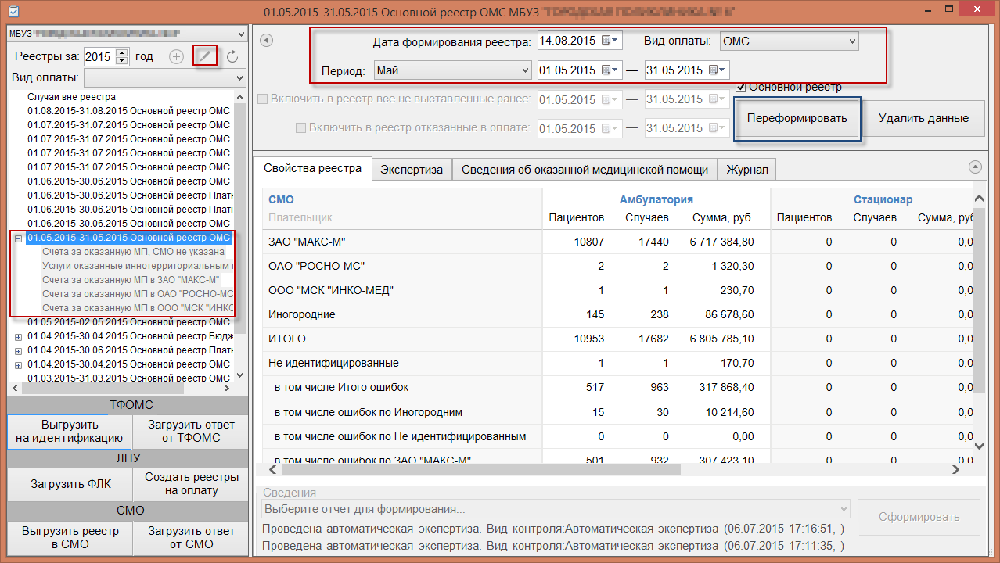 01.05.2015-31.05.2015 Основной реестр ОМС МБУЗ
МБУЗ
Реестры за: 2015 год
Вид оплаты:
Случаи вне реестра
01.08.2015-31.08.2015 Основной реестр ОМС
01.07.2015-31.07.2015 Основной реестр ОМС
01.07.2015-31.07.2015 Основной реестр ОМС
01.07.2015-31.07.2015 Основной реестр ОМС
01.07.2015-31.07.2015 Основной реестр ОМС
01.06.2015-30.06.2015 Основной реестр ОМС
01.06.2015-30.06.2015 Основной реестр Платн
01.06.2015-30.06.2015 Основной реестр Платн
01.06.2015-30.06.2015 Основной реестр ОМС
01.05.2015-31.05.2015 Основной реестр ОМС
Счета за оказанную МП, СМО не указана
Услуги оказанные иннотерриториальным
Счета за оказанную МП в ЗАО "МАКС-М"
Счета за оказанную МП в ОАО "РОСНО-МС
Счета за оказанную МП в ООО "МСК "ИНКО
01.05.2015-02.05.2015 Основной реестр ОМС
01.04.2015-30.04.2015 Основной реестр Бюдж
01.04.2015-30.06.2015 Основной реестр Платн
01.04.2015-30.04.2015 Основной реестр ОМС
01.03.2015-31.03.2015 Основной реестр ОМС
ТФОМС
Выгрузить
на идентификацию
Загрузить ответ
от ТФОМС
ЛПУ
Загрузить ФЛК
Создать реестры
на оплату
СМО
Выгрузить реестр
в СМО
Загрузить ответ
от СМО
Дата формирования реестра: 14.08.2015 Вид оплаты: ОМС
Период: Май 01.05.2015 — 31.05.2015
Основной реестр
Включить в реестр все не выставленные ранее: 01.05.2015 — 31.05.2015
Включить в реестр отказанные в оплате: 01.05.2015 — 31.05.2015
Переформировать Удалить данные
Свойства реестра Экспертиза Сведения об оказанной медицинской помощи Журнал
СМО Амбулатория Стационар
Плательщик Пациентов Случаев Сумма, руб. Пациентов Случаев Сумма, руб
ЗАО "МАКС-М" 10807 17440 6 717 384,80 0 0 0,0
ОАО "РОСНО-МС" 2 2 1 320,30 0 0 0,0
ООО "МСК "ИНКО-МЕД" 1 1 230,70 0 0 0,0
Иногородние 145 238 86 678,60 0 0 0,0
ИТОГО 10953 17682 6 805 785,10 0 0 0,0
Не идентифицированные 1 1 170,70 0 0 0,0
в том числе Итого ошибок 517 963 317 868,40 0 0 0,0
в том числе ошибок по Иногородним 15 30 10 214,60 0 0 0,0
в том числе ошибок по Не идентифицированным 0 0 0,00 0 0 0,0
в том числе ошибок по ЗАО "МАКС-М" 501 932 307 423,10 0 0 0,0
Сведения
Выберите отчет для формирования...
Сформировать
Проведена автоматическая экспертиза. Вид контроля:Автоматическая экспертиза (06.07.2015 17:16:51, )
Проведена автоматическая экспертиза. Вид контроля:Автоматическая экспертиза (06.07.2015 17:11:35, )